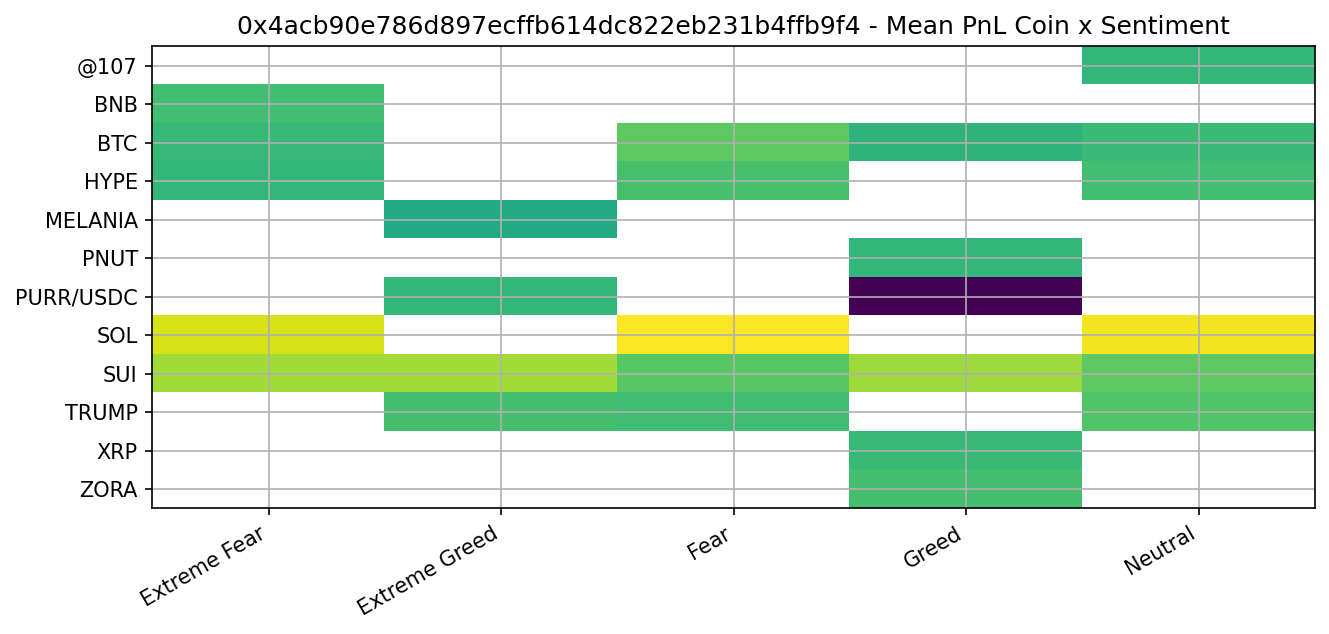 0x4acb90e786d897ecffb614dc822eb231b4ffb9f4 - Mean PnL Coin x Sentiment
@107
BNB
BTC
HYPE
MELANIA
PNUT
PURR/USDC
SOL
SUI
TRUMP
XRP
ZORA
Extreme Fear
Extreme Greed
Fear
Greed
Neutral